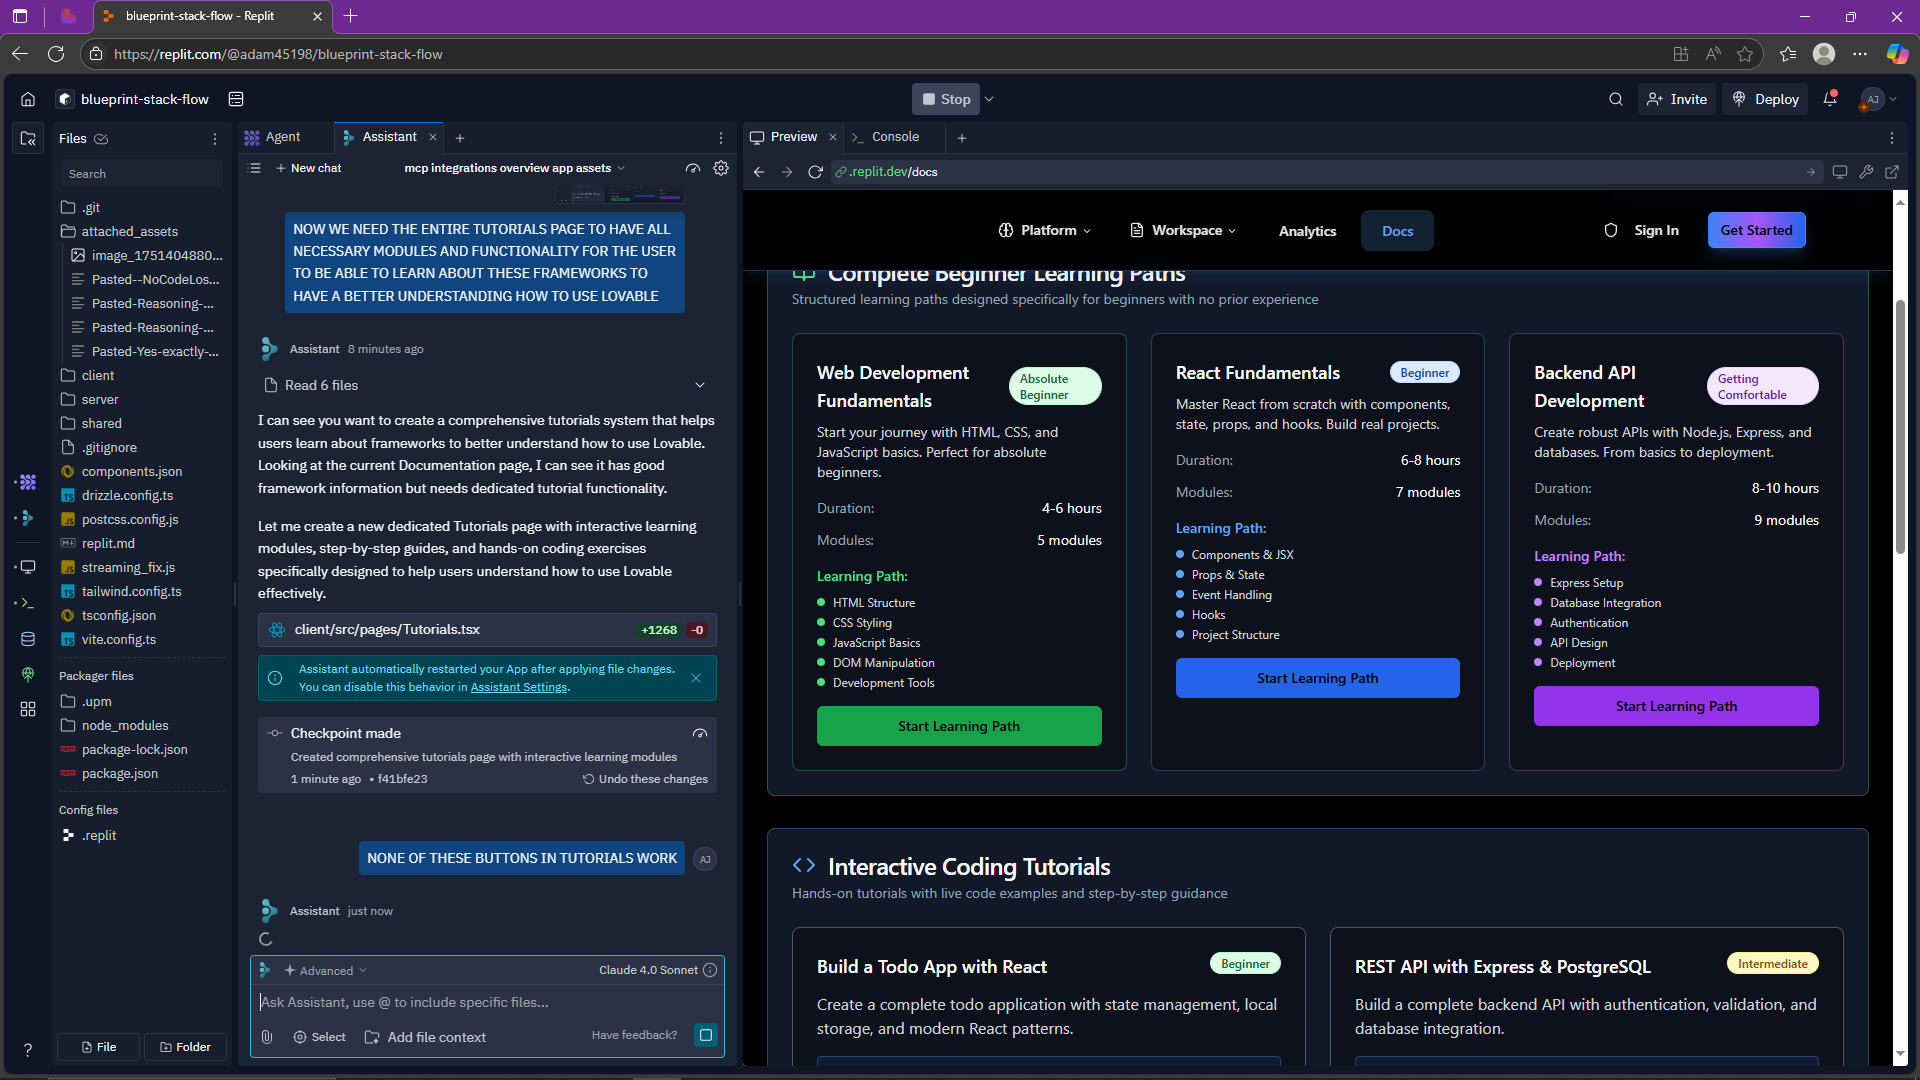 blueprint-stack-flow - Replit
https://replit.com/@adam45198/blueprint-stack-flow
blueprint-stack-flow
Stop
Invite
Deploy
AJ
Files
Search
.git
attached_assets
image_1751404880...
Pasted--NoCodeLos...
Pasted-Reasoning-...
Pasted-Reasoning-...
Pasted-Yes-exactly-...
client
server
shared
.gitignore
components.json
drizzle.config.ts
postcss.config.js
replit.md
streaming_fix.js
tailwind.config.ts
tsconfig.json
vite.config.ts
Packager files
.upm
node_modules
package-lock.json
package.json
Config files
.replit
File
Folder
Agent
Assistant
New chat
mcp integrations overview app assets
NOW WE NEED THE ENTIRE TUTORIALS PAGE TO HAVE ALL
NECESSARY MODULES AND FUNCTIONALITY FOR THE USER
TO BE ABLE TO LEARN ABOUT THESE FRAMEWORKS TO
HAVE A BETTER UNDERSTANDING HOW TO USE LOVABLE
Assistant 8 minutes ago
Read 6 files
I can see you want to create a comprehensive tutorials system that helps
users learn about frameworks to better understand how to use Lovable.
Looking at the current Documentation page, I can see it has good
framework information but needs dedicated tutorial functionality.
Let me create a new dedicated Tutorials page with interactive learning
modules, step-by-step guides, and hands-on coding exercises
specifically designed to help users understand how to use Lovable
effectively.
client/src/pages/Tutorials.tsx +1268 -0
Assistant automatically restarted your App after applying file changes.
You can disable this behavior in Assistant Settings.
Checkpoint made
Created comprehensive tutorials page with interactive learning modules
1 minute ago • f41bfe23 Undo these changes
NONE OF THESE BUTTONS IN TUTORIALS WORK
AJ
Assistant just now
Advanced
Claude 4.0 Sonnet
Ask Assistant, use @ to include specific files...
Select
Add file context
Have feedback?
Preview
Console
.replit.dev/docs
Platform
Workspace
Analytics
Docs
Sign In
Get Started
Complete Beginner Learning Paths
Structured learning paths designed specifically for beginners with no prior experience
Web Development
Fundamentals
Absolute
Beginner
Start your journey with HTML, CSS, and
JavaScript basics. Perfect for absolute
beginners.
Duration: 4-6 hours
Modules: 5 modules
Learning Path:
HTML Structure
CSS Styling
JavaScript Basics
DOM Manipulation
Development Tools
Start Learning Path
React Fundamentals
Beginner
Master React from scratch with components,
state, props, and hooks. Build real projects.
Duration: 6-8 hours
Modules: 7 modules
Learning Path:
Components & JSX
Props & State
Event Handling
Hooks
Project Structure
Start Learning Path
Backend API
Development
Getting
Comfortable
Create robust APIs with Node.js, Express, and
databases. From basics to deployment.
Duration: 8-10 hours
Modules: 9 modules
Learning Path:
Express Setup
Database Integration
Authentication
API Design
Deployment
Start Learning Path
Interactive Coding Tutorials
Hands-on tutorials with live code examples and step-by-step guidance
Build a Todo App with React
Beginner
Create a complete todo application with state management, local
storage, and modern React patterns.
REST API with Express & PostgreSQL
Intermediate
Build a complete backend API with authentication, validation, and
database integration.